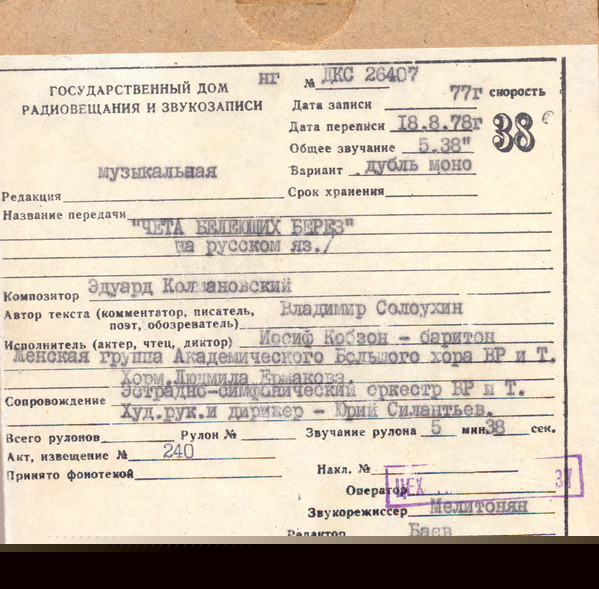 ГОСУДАРСТВЕННЫЙ ДОМ
РАДИОВЕЩАНИЯ И ЗВУКОЗАПИСИ
НГ № ДКС 26407
Дата записи 77г
скорость
38
Дата переписи 18.8.78г
Общее звучание 5.38"
Вариант дубль моно
Срок хранения
Редакция музыкальная
Название передачи "ЧЕТА БЕЛЕЮЩИХ БЕРЕЗ"
на русском яз./
Композитор Эдуард Колмановский
Автор текста (комментатор, писатель, Владимир Солоухин
поэт, обозреватель)
Исполнитель (актер, чтец, диктор) Иосиф Кобзон - баритон
Женская группа Академического Большого хора ВР и Т.
Хорм.Людмила Ермакова.
Эстрадно-симфонический оркестр ВР и Т.
Сопровождение
Худ.рук.и дирижер - Юрий Силантьев.
Всего рулонов Рулон № Звучание рулона 5 мин. 38 сек.
Акт, извещение № 240
Принято фонотекой
Накл. №
Оператор
ЦЕХ
Звукорежиссер Мелитонян
Редактор Баев